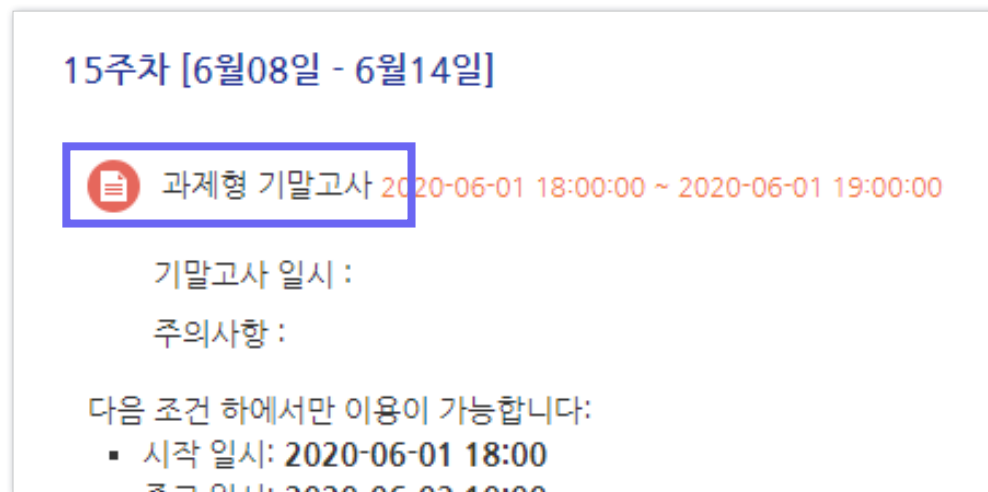 15주차 [6월08일 - 6월14일]
과제형 기말고사 2020-06-01 18:00:00 ~ 2020-06-01 19:00:00
기말고사 일시 :
주의사항 :
다음 조건 하에서만 이용이 가능합니다:
▪ 시작 일시: 2020-06-01 18:00